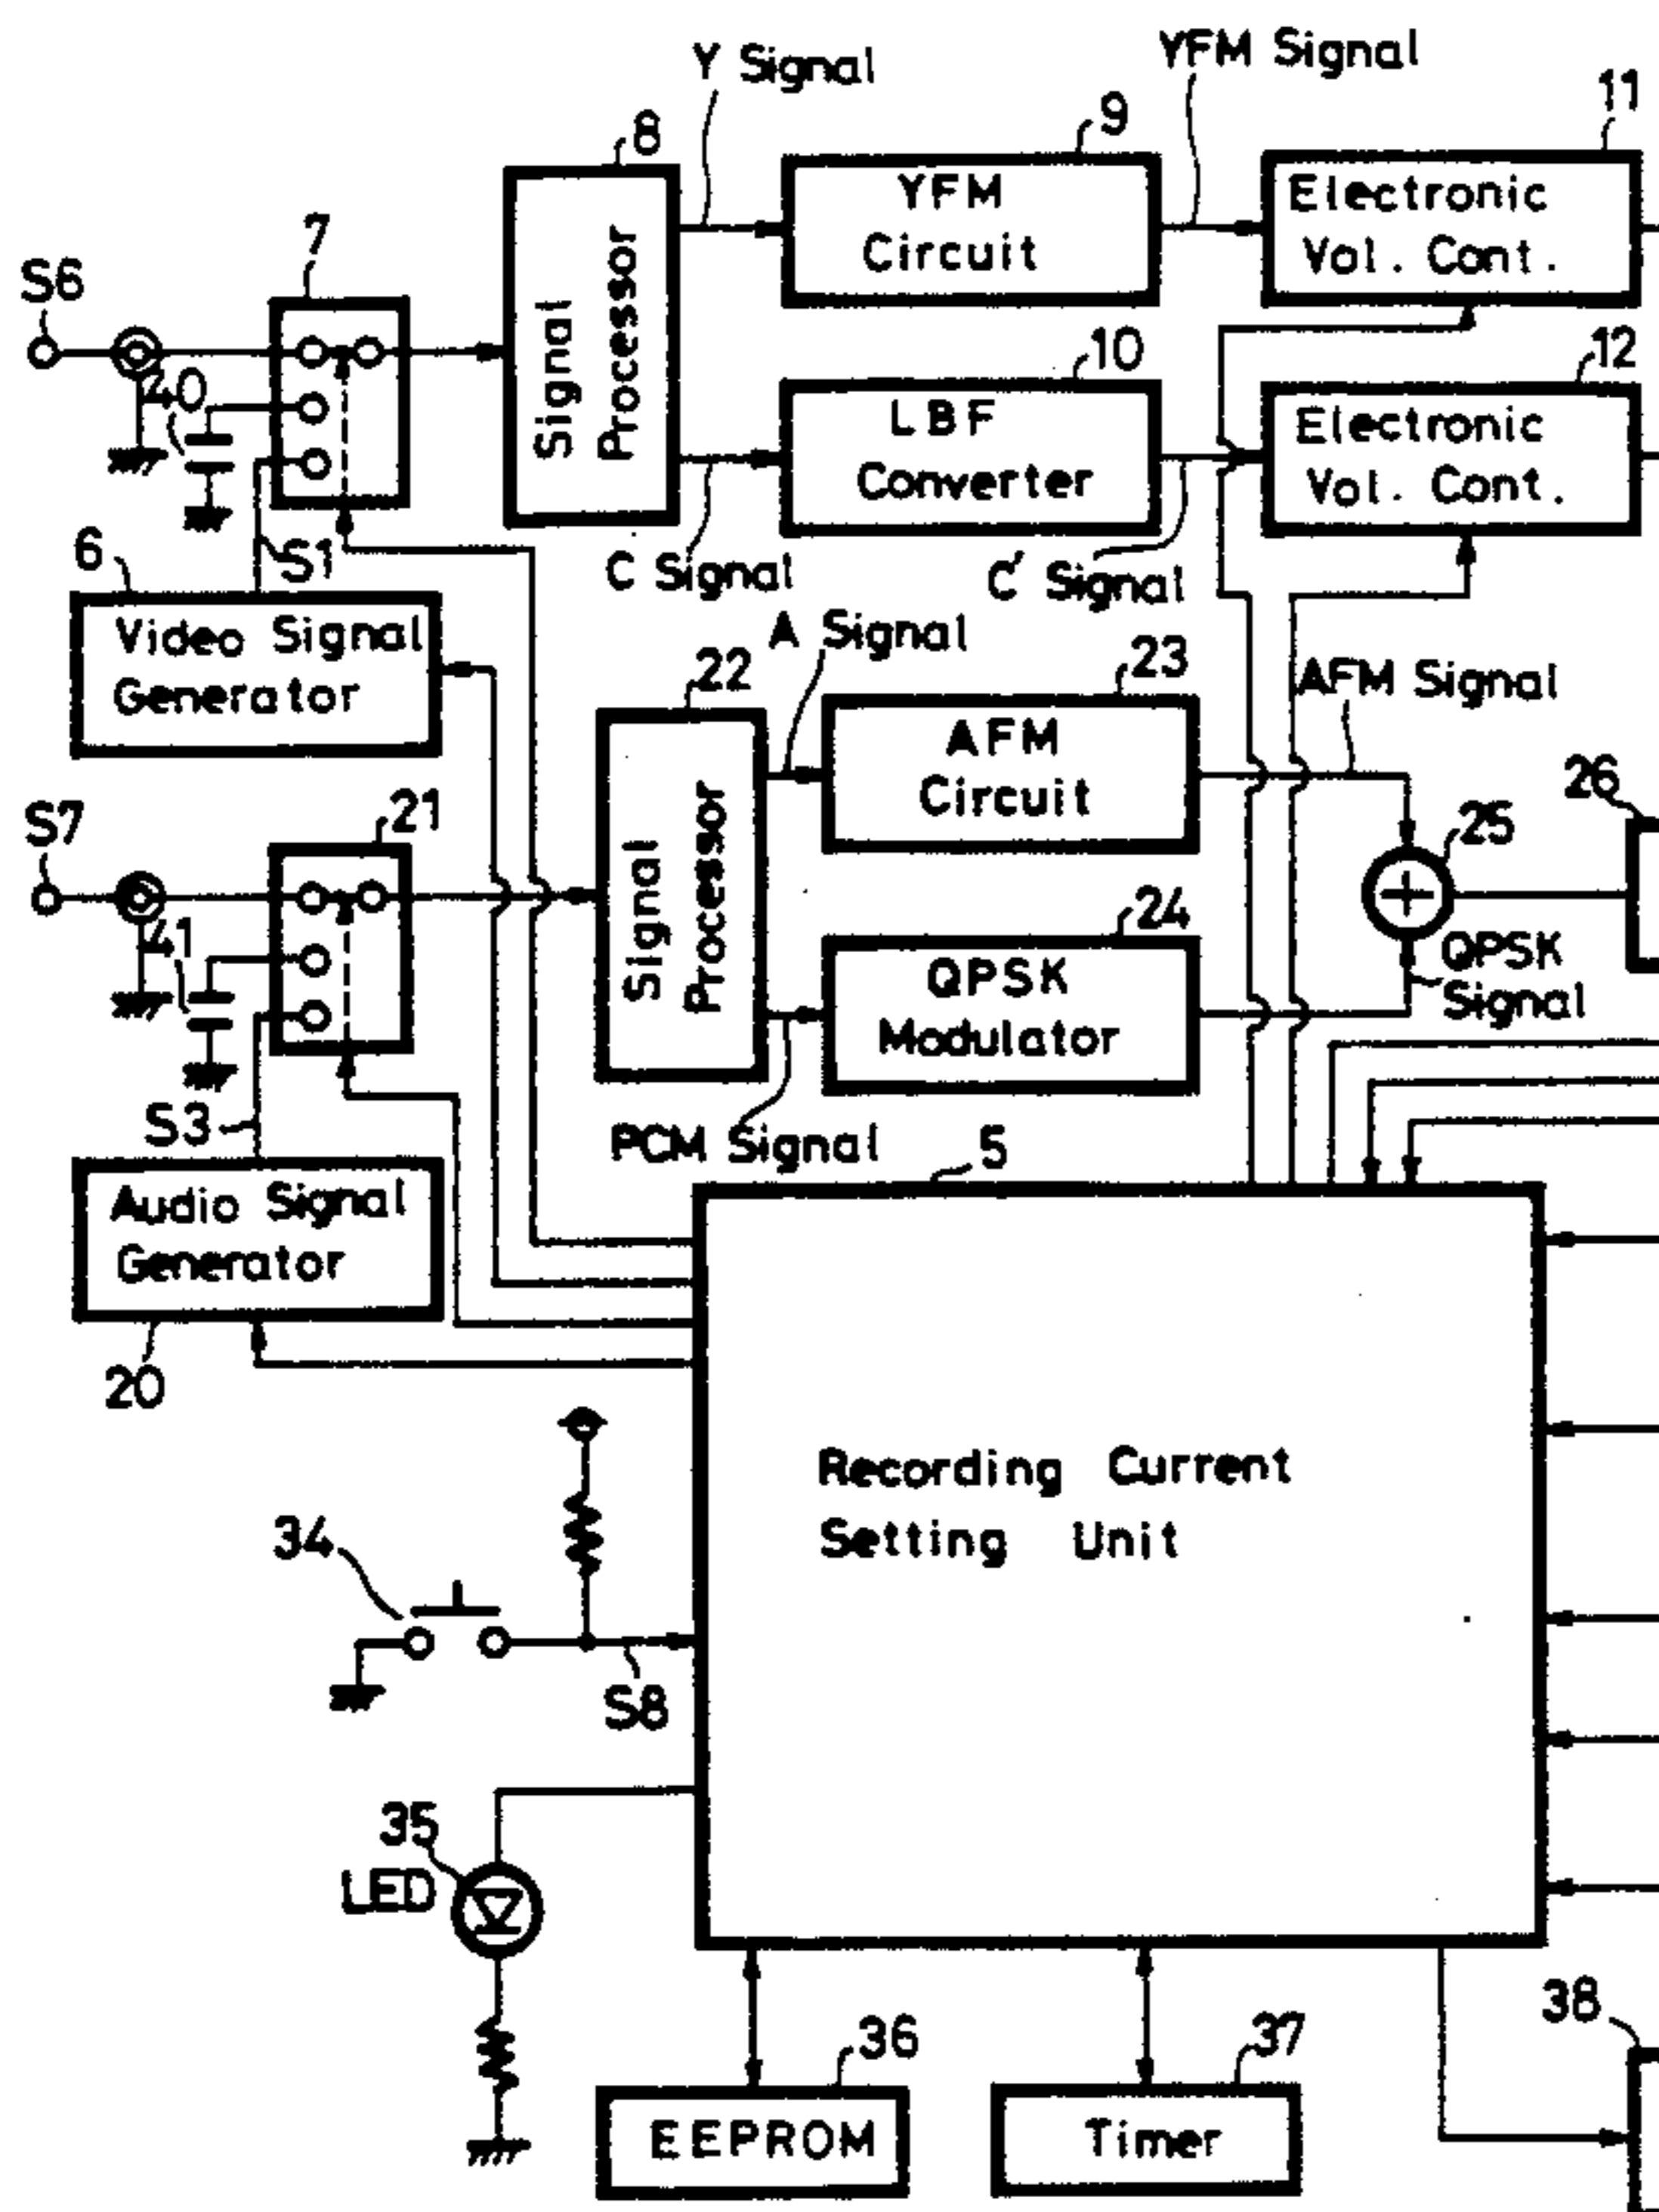 Y Signal
YFM Signal
11
8
9
YFM
Circuit
Electronic
Vol. Cont.
7
S6
Signal
Processor
10
12
40
LBF
Converter
Electronic
Vol. Cont.
6
S1
C Signal
C' Signal
Video Signal
Generator
A Signal
22
23
AFM Signal
AFM
Circuit
26
S7
21
25
Signal
Processor
24
41
QPSK
Modulator
QPSK
Signal
S3
PCM Signal
5
Audio Signal
Generator
20
Recording Current
Setting Unit
34
S8
35
LED
36
37
38
EEPROM
Timer